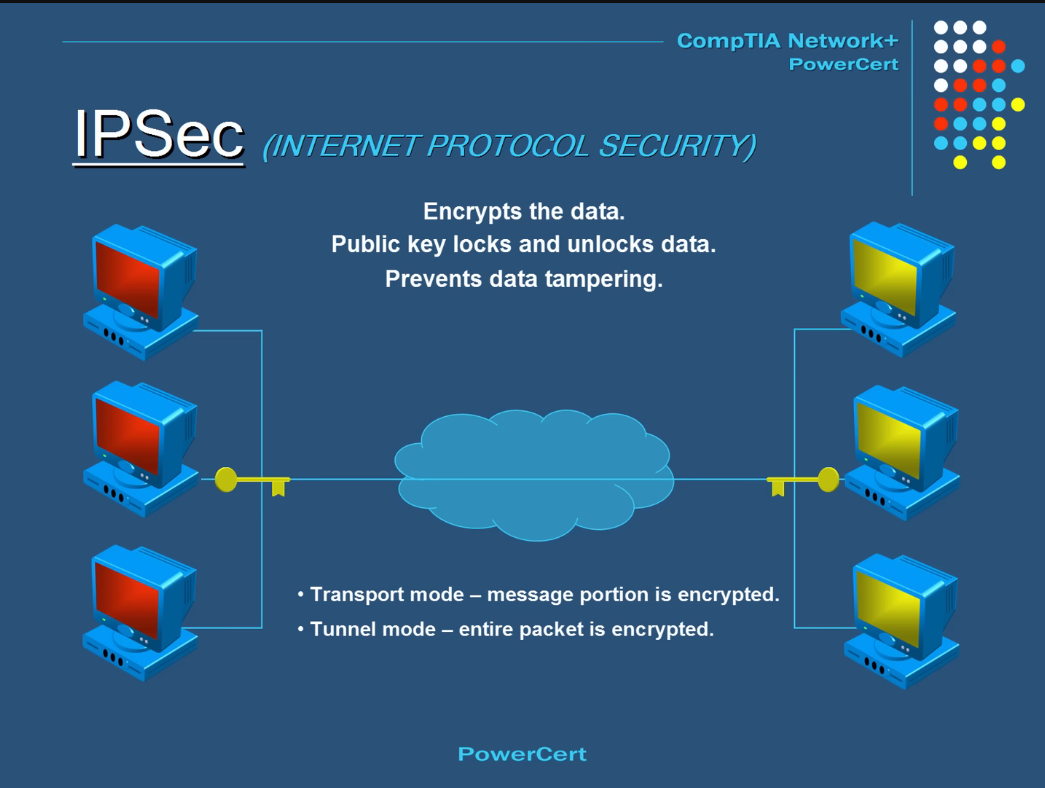 CompTIA Network+
PowerCert
IPSec (INTERNET PROTOCOL SECURITY)
Encrypts the data.
Public key locks and unlocks data.
Prevents data tampering.
• Transport mode – message portion is encrypted.
• Tunnel mode – entire packet is encrypted.
PowerCert